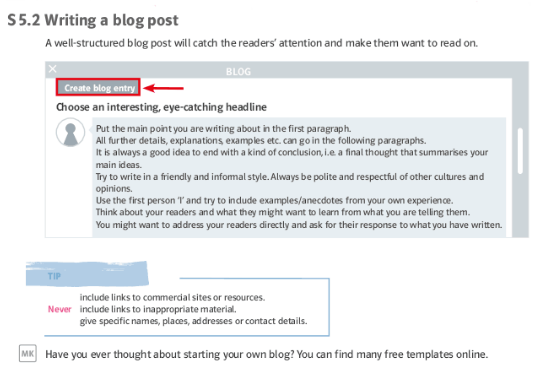 S 5.2 Writing a blog post
A well-structured blog post will catch the readers' attention and make them want to read on.
BLOG
Create blog entry
Choose an interesting, eye-catching headline
Put the main point you are writing about in the first paragraph.
All further details, explanations, examples etc. can go in the following paragraphs.
It is always a good idea to end with a kind of conclusion, i.e. a final thought that summarises your
main ideas.
Try to write in a friendly and informal style. Always be polite and respectful of other cultures and
opinions.
Use the first person 'I' and try to include examples/anecdotes from your own experience.
Think about your readers and what they might want to learn from what you are telling them.
You might want to address your readers directly and ask for their response to what you have written.
TIP
include links to commercial sites or resources.
Never include links to inappropriate material.
give specific names, places, addresses or contact details.
MK Have you ever thought about starting your own blog? You can find many free templates online.